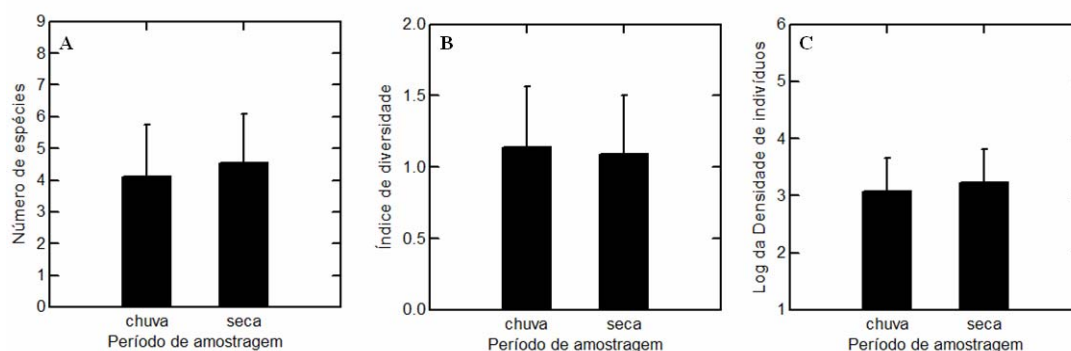 A
Número de espécies
9
8
7
6
5
4
3
2
1
0
chuva seca
Período de amostragem
B
Índice de diversidade
2.0
1.5
1.0
0.5
0.0
chuva seca
Período de amostragem
C
Log da Densidade de indivíduos
6
5
4
3
2
1
chuva seca
Período de amostragem